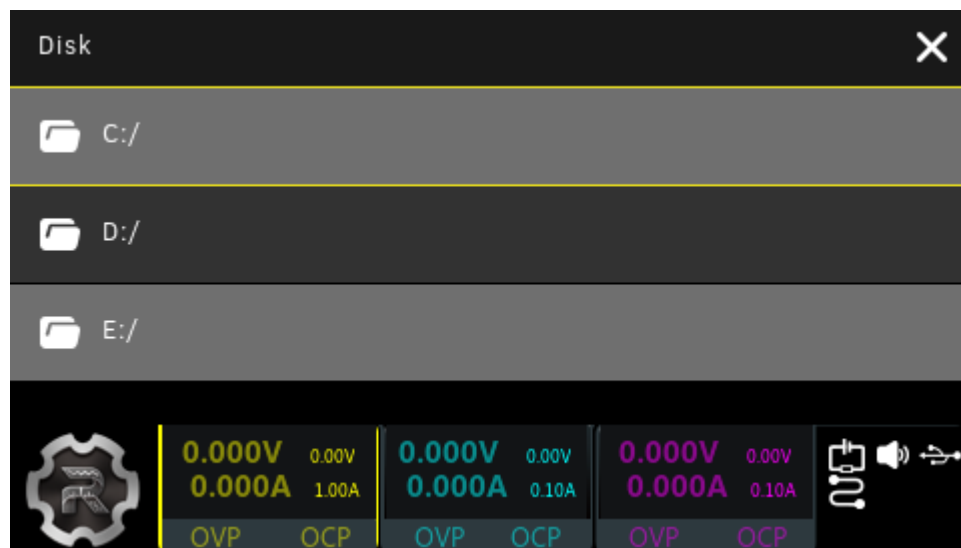 Disk
C:/
D:/
E:/
0.000V 0.00V 0.000V 0.00V 0.000V 0.00V
0.000A 1.00A 0.000A 0.10A 0.000A 0.10A
OVP OCP OVP OCP OVP OCP